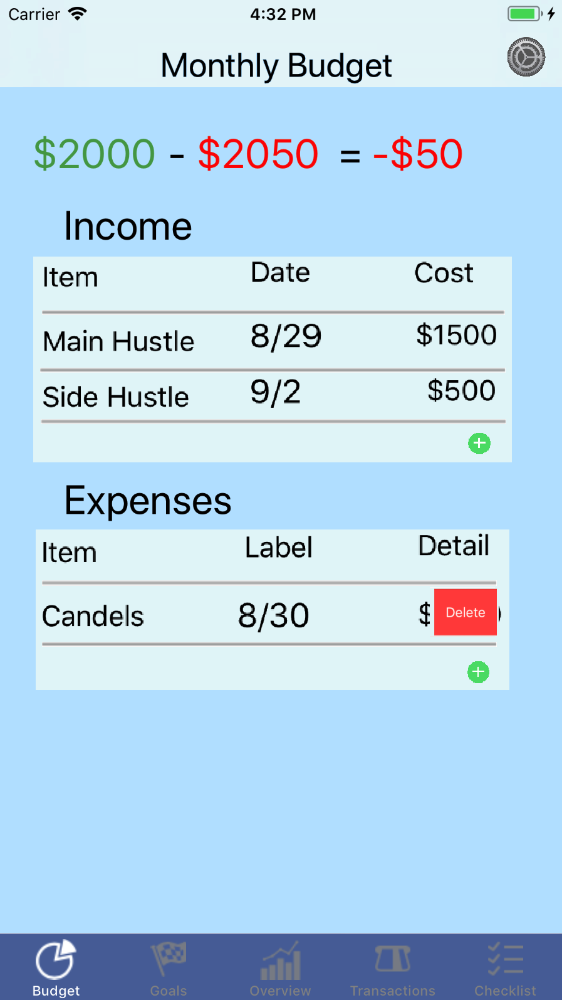 Carrier 4:32 PM
Monthly Budget
$2000 - $2050 = -$50
Income
Item Date Cost
Main Hustle 8/29 $1500
Side Hustle 9/2 $500
+
Expenses
Item Label Detail
Candels 8/30 $ Delete
+
Budget Goals Overview Transactions Checklist